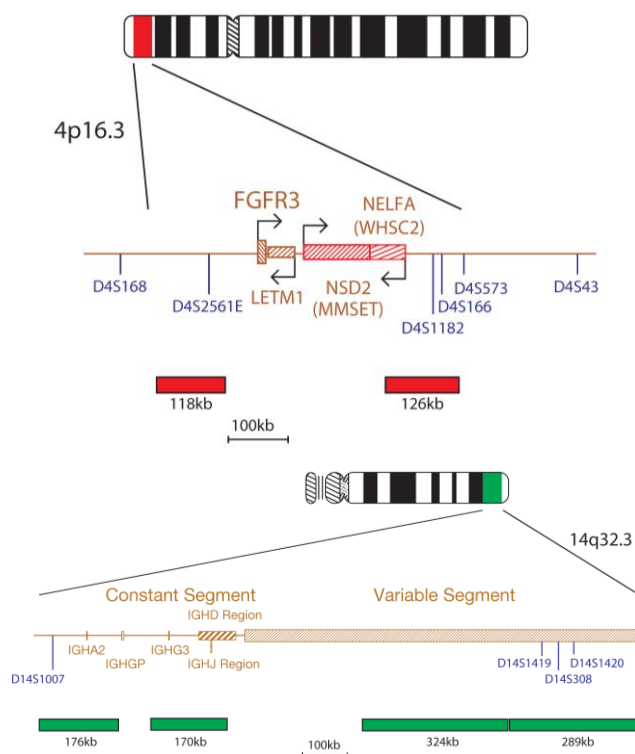 4p16.3
FGFR3
NELFA
(WHSC2)
LETM1
NSD2
(MMSET)
D4S168
D4S2561E
D4S573
D4S43
D4S166
D4S1182
118kb
126kb
100kb
14q32.3
Constant Segment
Variable Segment
IGHD Region
IGHA2
IGHGP
IGHG3
IGHJ Region
D14S1007
D14S1419
D14S1420
D14S308
176kb
170kb
100kb
324kb
289kb